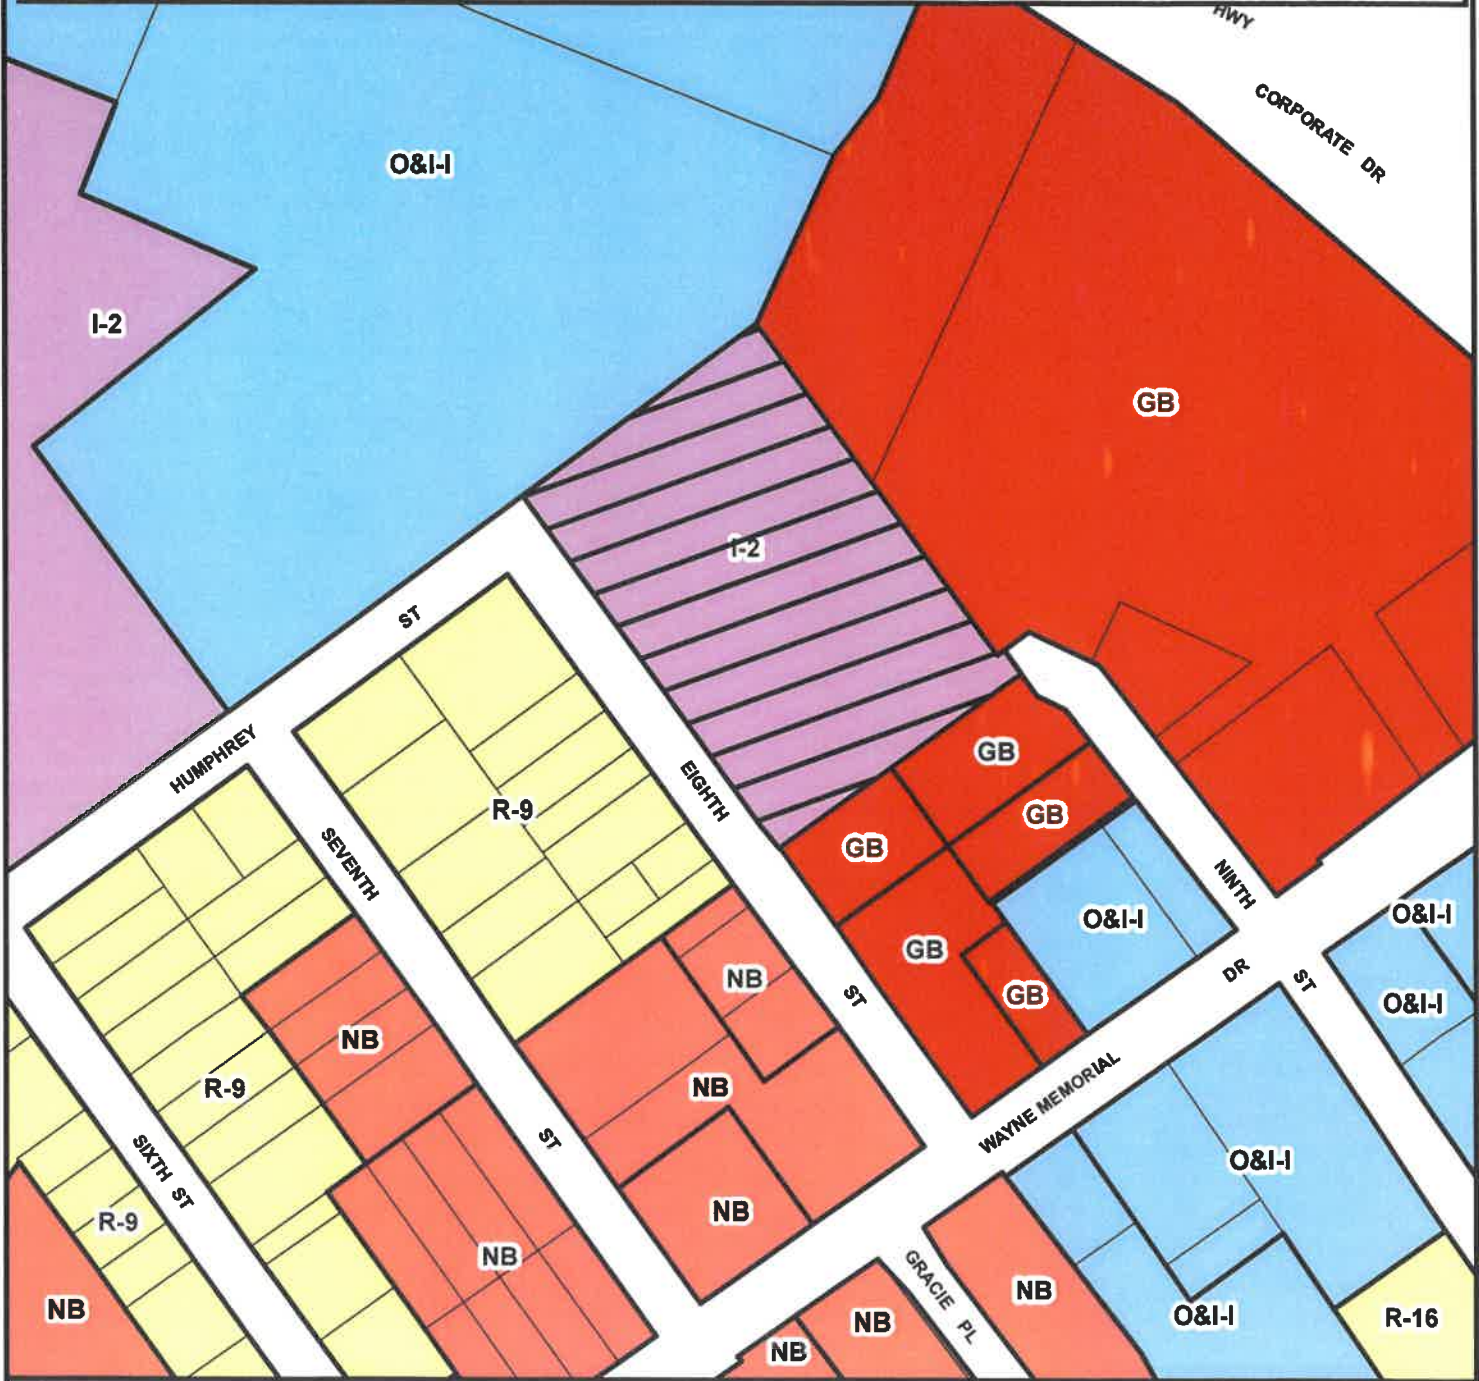 HWY
CORPORATE DR
O&I-I
I-2
GB
I-2
ST
HUMPHREY
GB
EIGHTH
R-9
GB
GB
SEVENTH
NINTH
O&I-I
O&I-I
GB
DR
NB
ST
GB
ST
O&I-I
NB
R-9
NB
WAYNE MEMORIAL
ST
SIXTH ST
O&I-I
R-9
NB
NB
GRACIE PL
NB
NB
O&I-I
R-16
NB
NB